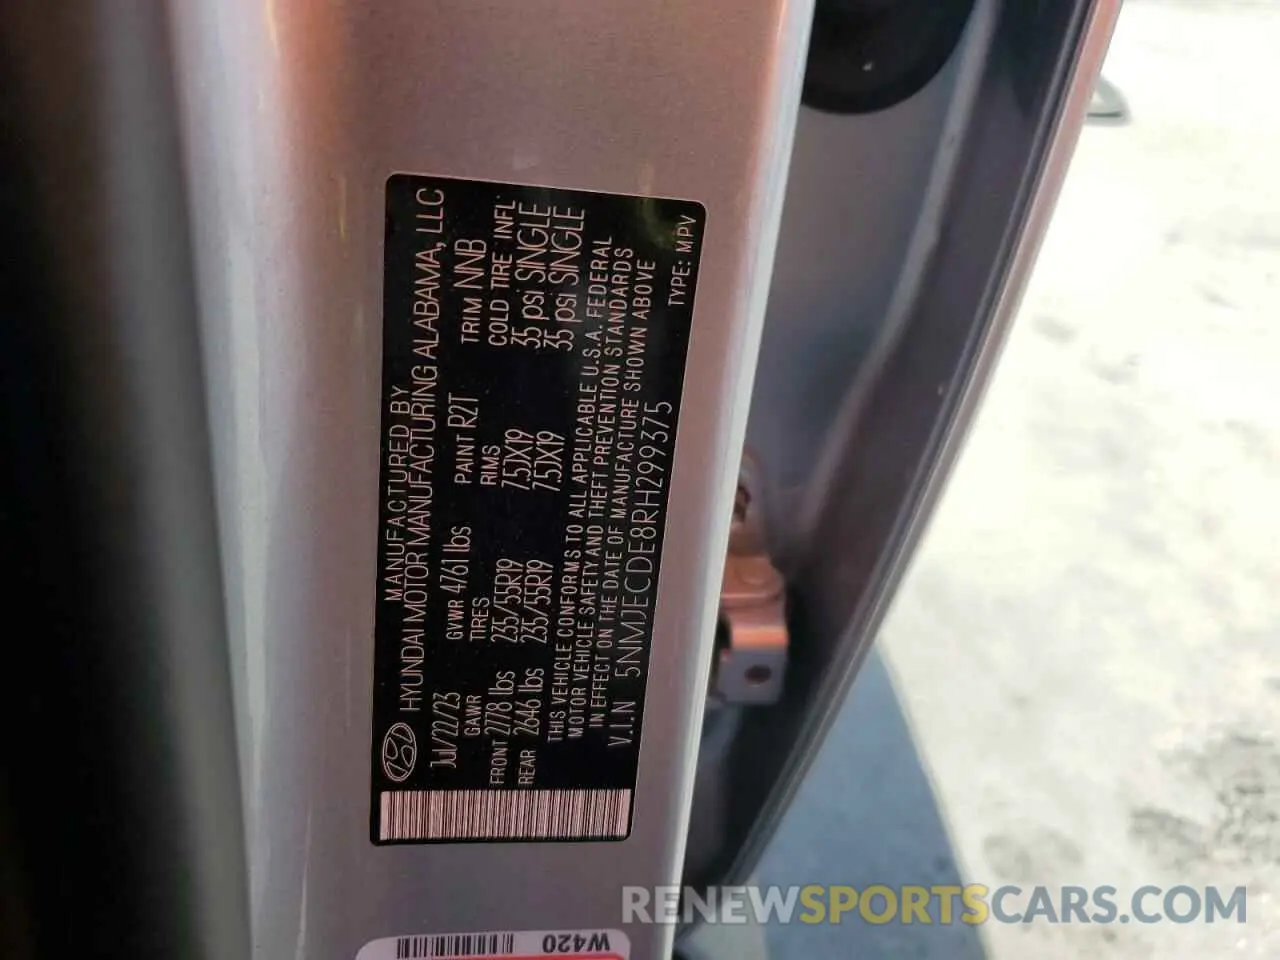 MANUFACTURED BY
HYUNDAI MOTOR MANUFACTURING ALABAMA, LLC
Jul/22/23 GVWR 4761 lbs PAINT R2T TRIM NNB
GAWR TIRES RIMS COLD TIRE INFL.
FRONT 2778 lbs 235/55R19 7.5JX19 35 psi SINGLE
REAR 2646 lbs 235/55R19 7.5JX19 35 psi SINGLE
THIS VEHICLE CONFORMS TO ALL APPLICABLE U.S.A. FEDERAL
MOTOR VEHICLE SAFETY AND THEFT PREVENTION STANDARDS
IN EFFECT ON THE DATE OF MANUFACTURE SHOWN ABOVE
V.I.N 5NMJECDE8RH299375 TYPE: MPV
W420
RENEWSPORTSCARS.COM